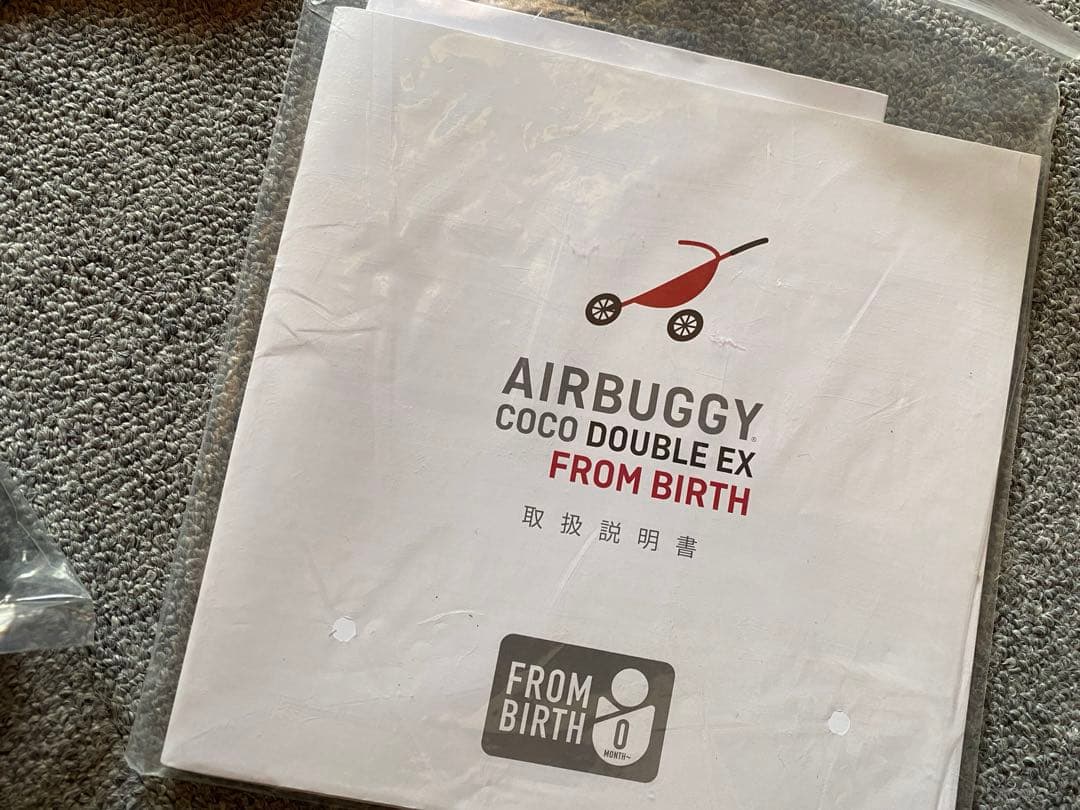 AIRBUGGY®
COCO DOUBLE EX
FROM BIRTH
取扱説明書
FROM
BIRTH
0
MONTH~